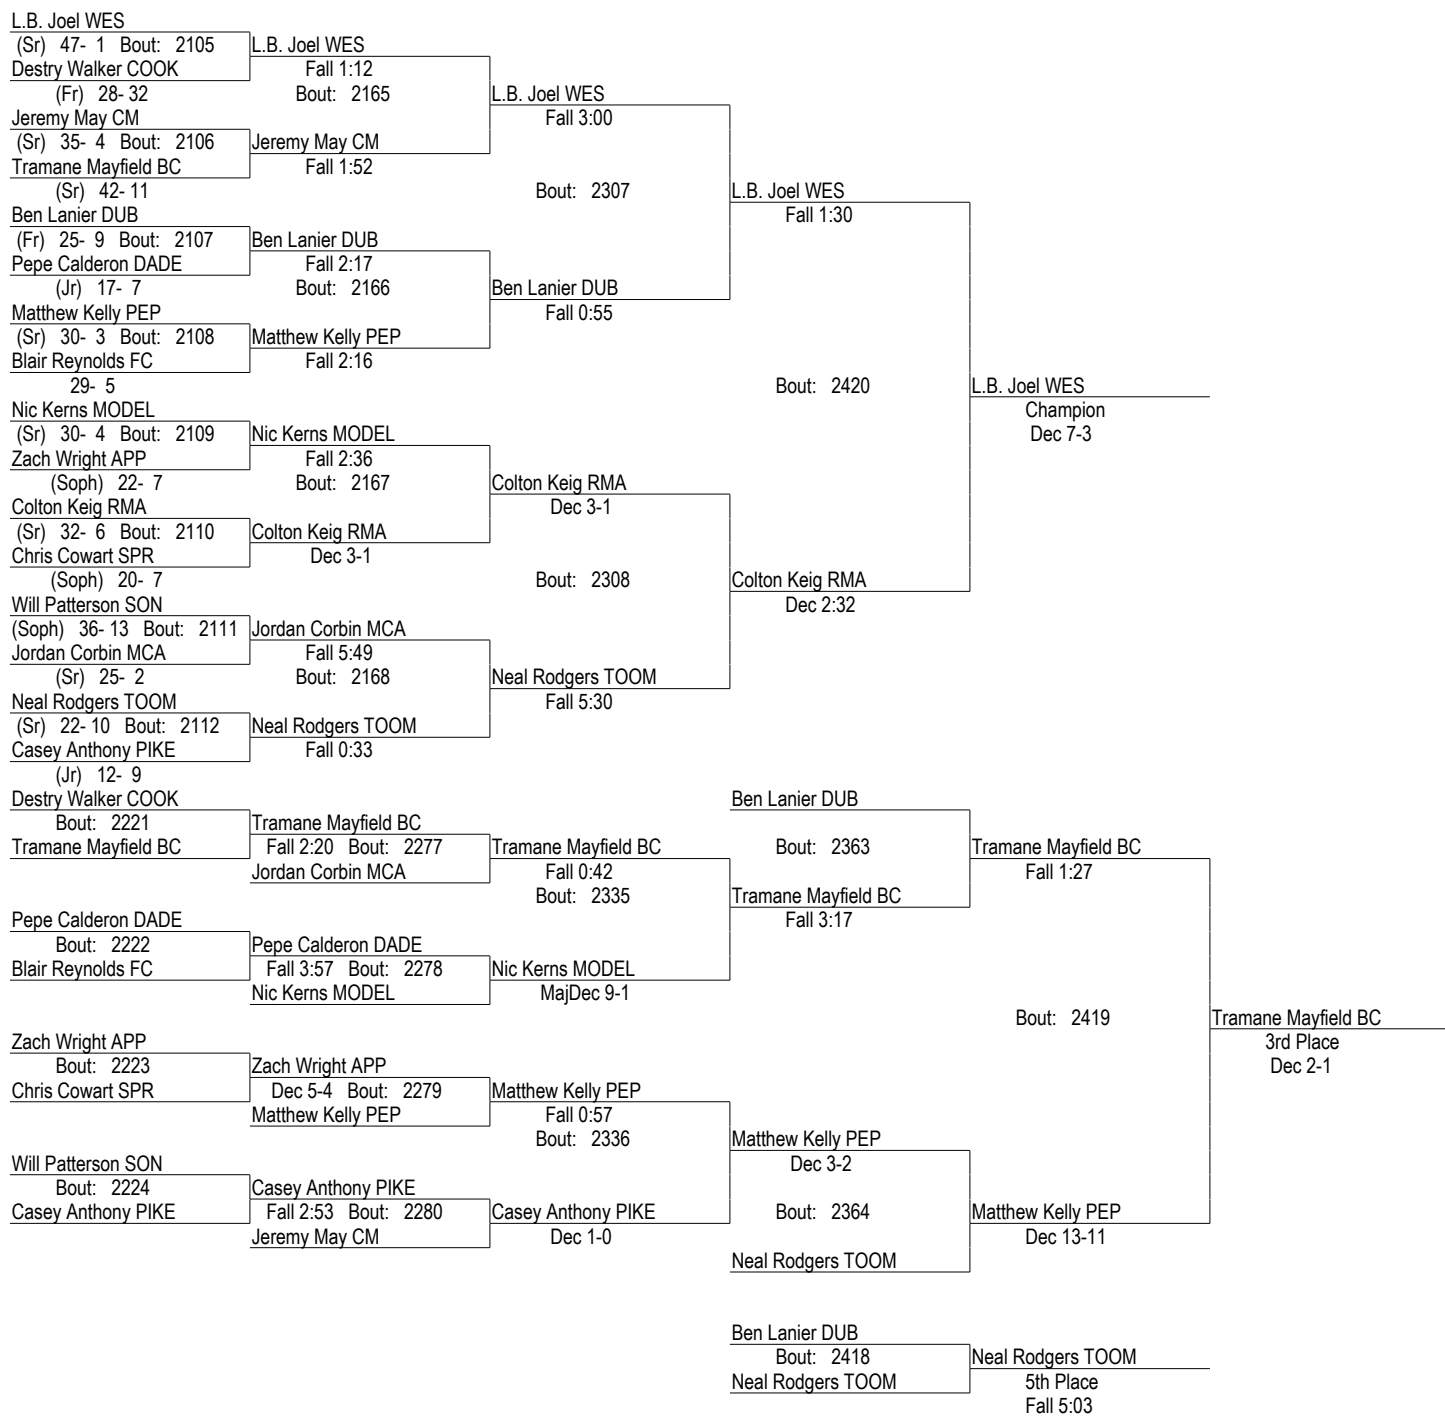 L.B. Joel WES
(Sr) 47- 1 Bout: 2105 L.B. Joel WES
Destry Walker COOK Fall 1:12
(Fr) 28- 32 Bout: 2165 L.B. Joel WES
Jeremy May CM Fall 3:00
(Sr) 35- 4 Bout: 2106 Jeremy May CM
Tramane Mayfield BC Fall 1:52
(Sr) 42- 11 Bout: 2307 L.B. Joel WES
Ben Lanier DUB Fall 1:30
(Fr) 25- 9 Bout: 2107 Ben Lanier DUB
Pepe Calderon DADE Fall 2:17
(Jr) 17- 7 Bout: 2166 Ben Lanier DUB
Matthew Kelly PEP Fall 0:55
(Sr) 30- 3 Bout: 2108 Matthew Kelly PEP
Blair Reynolds FC Fall 2:16
29- 5 Bout: 2420 L.B. Joel WES
Nic Kerns MODEL Champion
(Sr) 30- 4 Bout: 2109 Nic Kerns MODEL Dec 7-3
Zach Wright APP Fall 2:36
(Soph) 22- 7 Bout: 2167 Colton Keig RMA
Colton Keig RMA Dec 3-1
(Sr) 32- 6 Bout: 2110 Colton Keig RMA
Chris Cowart SPR Dec 3-1
(Soph) 20- 7 Bout: 2308 Colton Keig RMA
Will Patterson SON Dec 2:32
(Soph) 36- 13 Bout: 2111 Jordan Corbin MCA
Jordan Corbin MCA Fall 5:49
(Sr) 25- 2 Bout: 2168 Neal Rodgers TOOM
Neal Rodgers TOOM Fall 5:30
(Sr) 22- 10 Bout: 2112 Neal Rodgers TOOM
Casey Anthony PIKE Fall 0:33
(Jr) 12- 9
Destry Walker COOK Ben Lanier DUB
Bout: 2221 Tramane Mayfield BC
Tramane Mayfield BC Fall 2:20 Bout: 2277 Tramane Mayfield BC Bout: 2363 Tramane Mayfield BC
Jordan Corbin MCA Fall 0:42 Fall 1:27
Bout: 2335 Tramane Mayfield BC
Pepe Calderon DADE Fall 3:17
Bout: 2222 Pepe Calderon DADE
Blair Reynolds FC Fall 3:57 Bout: 2278 Nic Kerns MODEL
Nic Kerns MODEL MajDec 9-1
Bout: 2419 Tramane Mayfield BC
Zach Wright APP 3rd Place
Bout: 2223 Zach Wright APP Dec 2-1
Chris Cowart SPR Dec 5-4 Bout: 2279 Matthew Kelly PEP
Matthew Kelly PEP Fall 0:57
Bout: 2336 Matthew Kelly PEP
Will Patterson SON Dec 3-2
Bout: 2224 Casey Anthony PIKE
Casey Anthony PIKE Fall 2:53 Bout: 2280 Casey Anthony PIKE Bout: 2364 Matthew Kelly PEP
Jeremy May CM Dec 1-0 Dec 13-11
Neal Rodgers TOOM
Ben Lanier DUB
Bout: 2418 Neal Rodgers TOOM
Neal Rodgers TOOM 5th Place
Fall 5:03